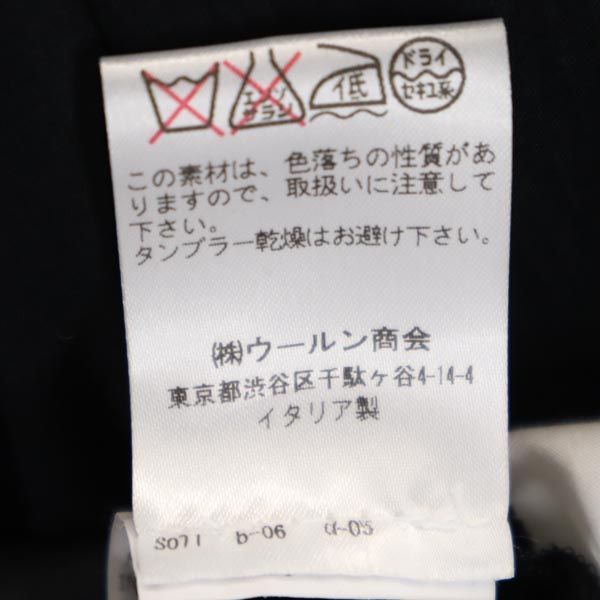 エンソ
サラシ
低
ドライ
セキユ系
この素材は、色落ちの性質があ
りますので、取扱いに注意して
下さい。
タンブラー乾燥はお避け下さい。
㈱ウールン商会
東京都渋谷区千駄ヶ谷4-14-4
イタリア製
S071 b-06 d-05